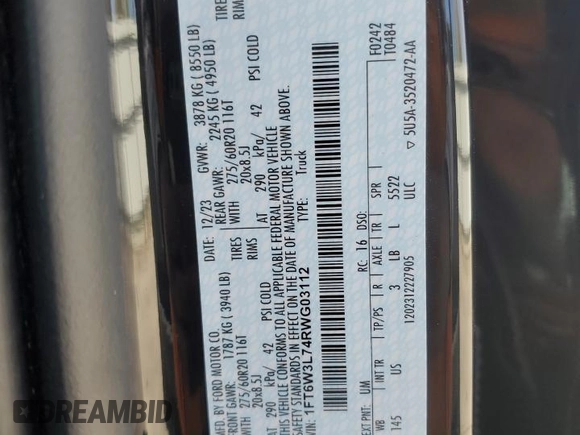 MFD. BY FORD MOTOR CO.
DATE: 12/23
GVWR: 3878 KG ( 8550 LB)
FRONT GAWR: 1787 KG ( 3940 LB)
REAR GAWR: 2245 KG ( 4950 LB)
WITH 275/60R20 116T TIRES
WITH 275/60R20 116T TIRES
20x8.5J RIMS
20x8.5J RIMS
AT 290 kPa/ 42 PSI COLD
AT 290 kPa/ 42 PSI COLD
THIS VEHICLE CONFORMS TO ALL APPLICABLE FEDERAL MOTOR VEHICLE
SAFETY STANDARDS IN EFFECT ON THE DATE OF MANUFACTURE SHOWN ABOVE.
VIN: 1FT6W3L74RWG03112
TYPE: Truck
F0242
T0484
EXT PNT: UM RC: 16 DSO:
WB INT TR TP/PS R AXLE TR SPR
145 US 3 LB L 5522
1202312227905 ULC
▽ 5U5A-3520472-AA
EPICVIN